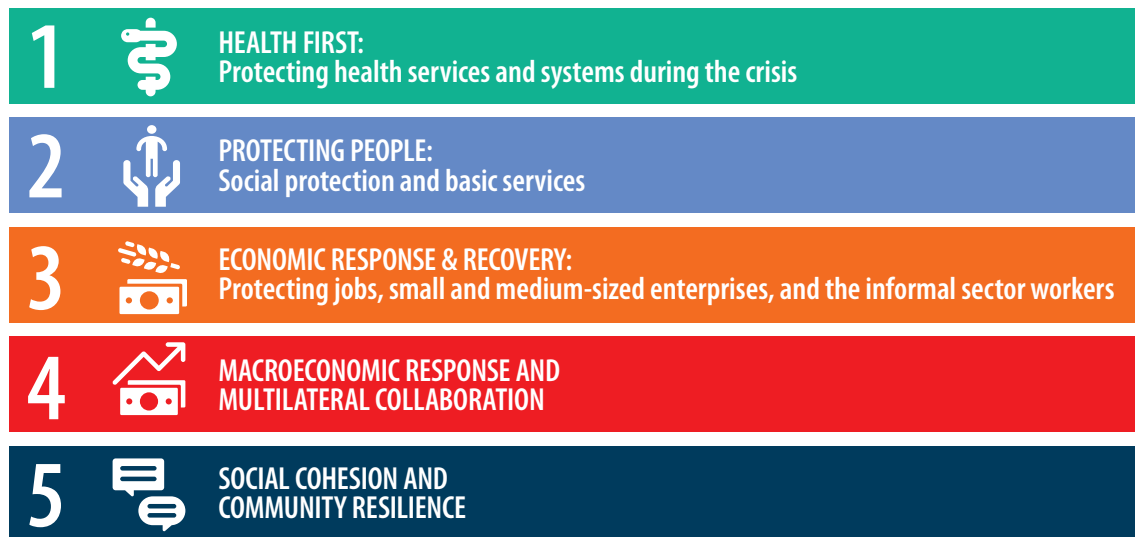 1
HEALTH FIRST:
Protecting health services and systems during the crisis
2
PROTECTING PEOPLE:
Social protection and basic services
3
ECONOMIC RESPONSE & RECOVERY:
Protecting jobs, small and medium-sized enterprises, and the informal sector workers
4
MACROECONOMIC RESPONSE AND
MULTILATERAL COLLABORATION
5
SOCIAL COHESION AND
COMMUNITY RESILIENCE